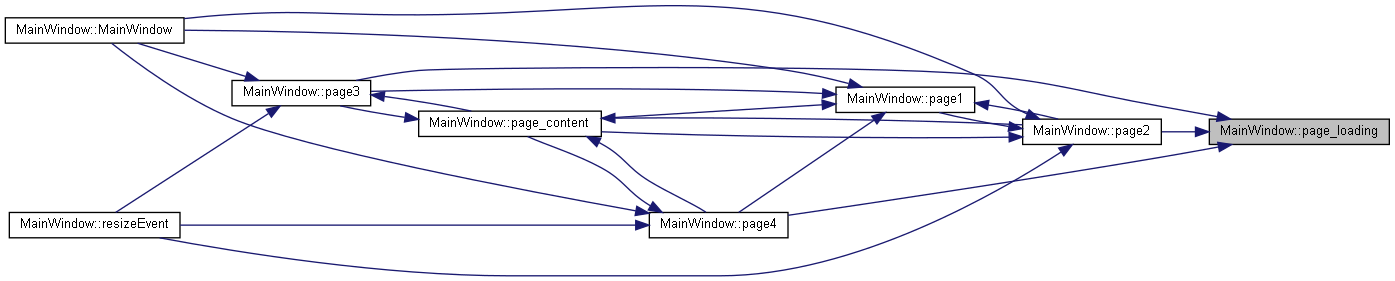 MainWindow::MainWindow
MainWindow::page3
MainWindow::page1
MainWindow::page_content
MainWindow::page2
MainWindow::page_loading
MainWindow::resizeEvent
MainWindow::page4